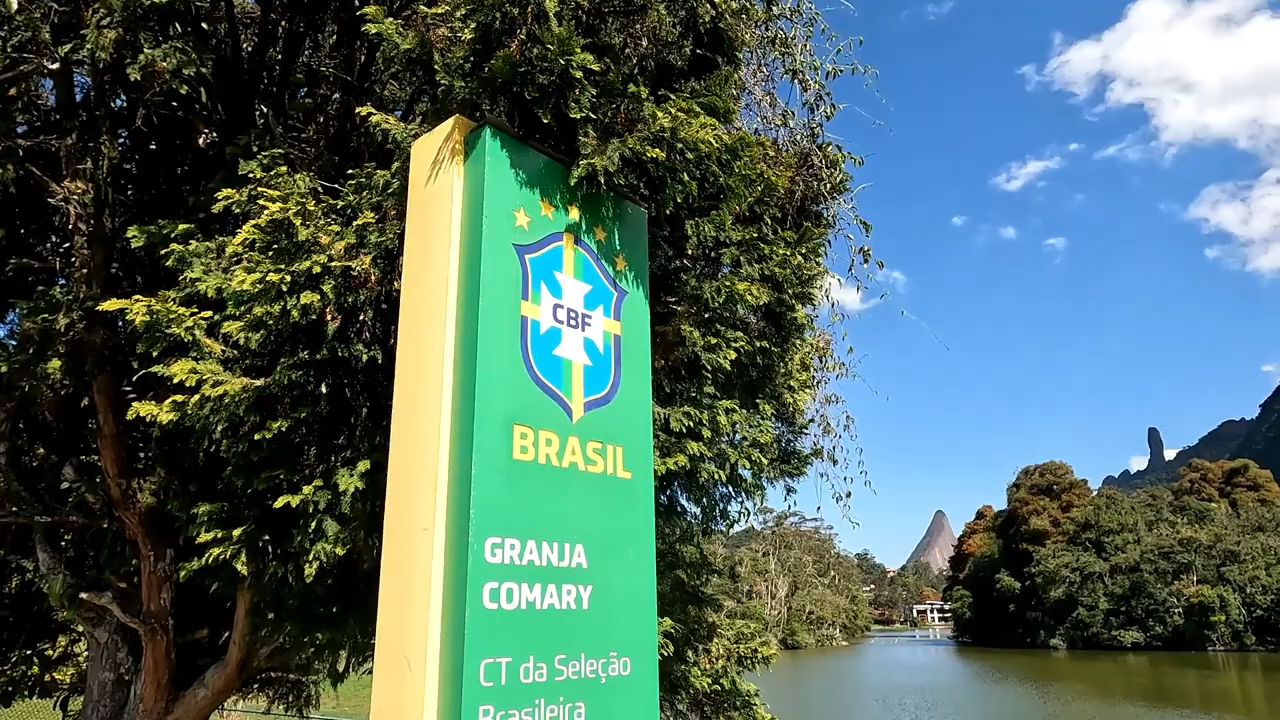 CBF
BRASIL
GRANJA
COMARY
CT da Seleção
Brasileira